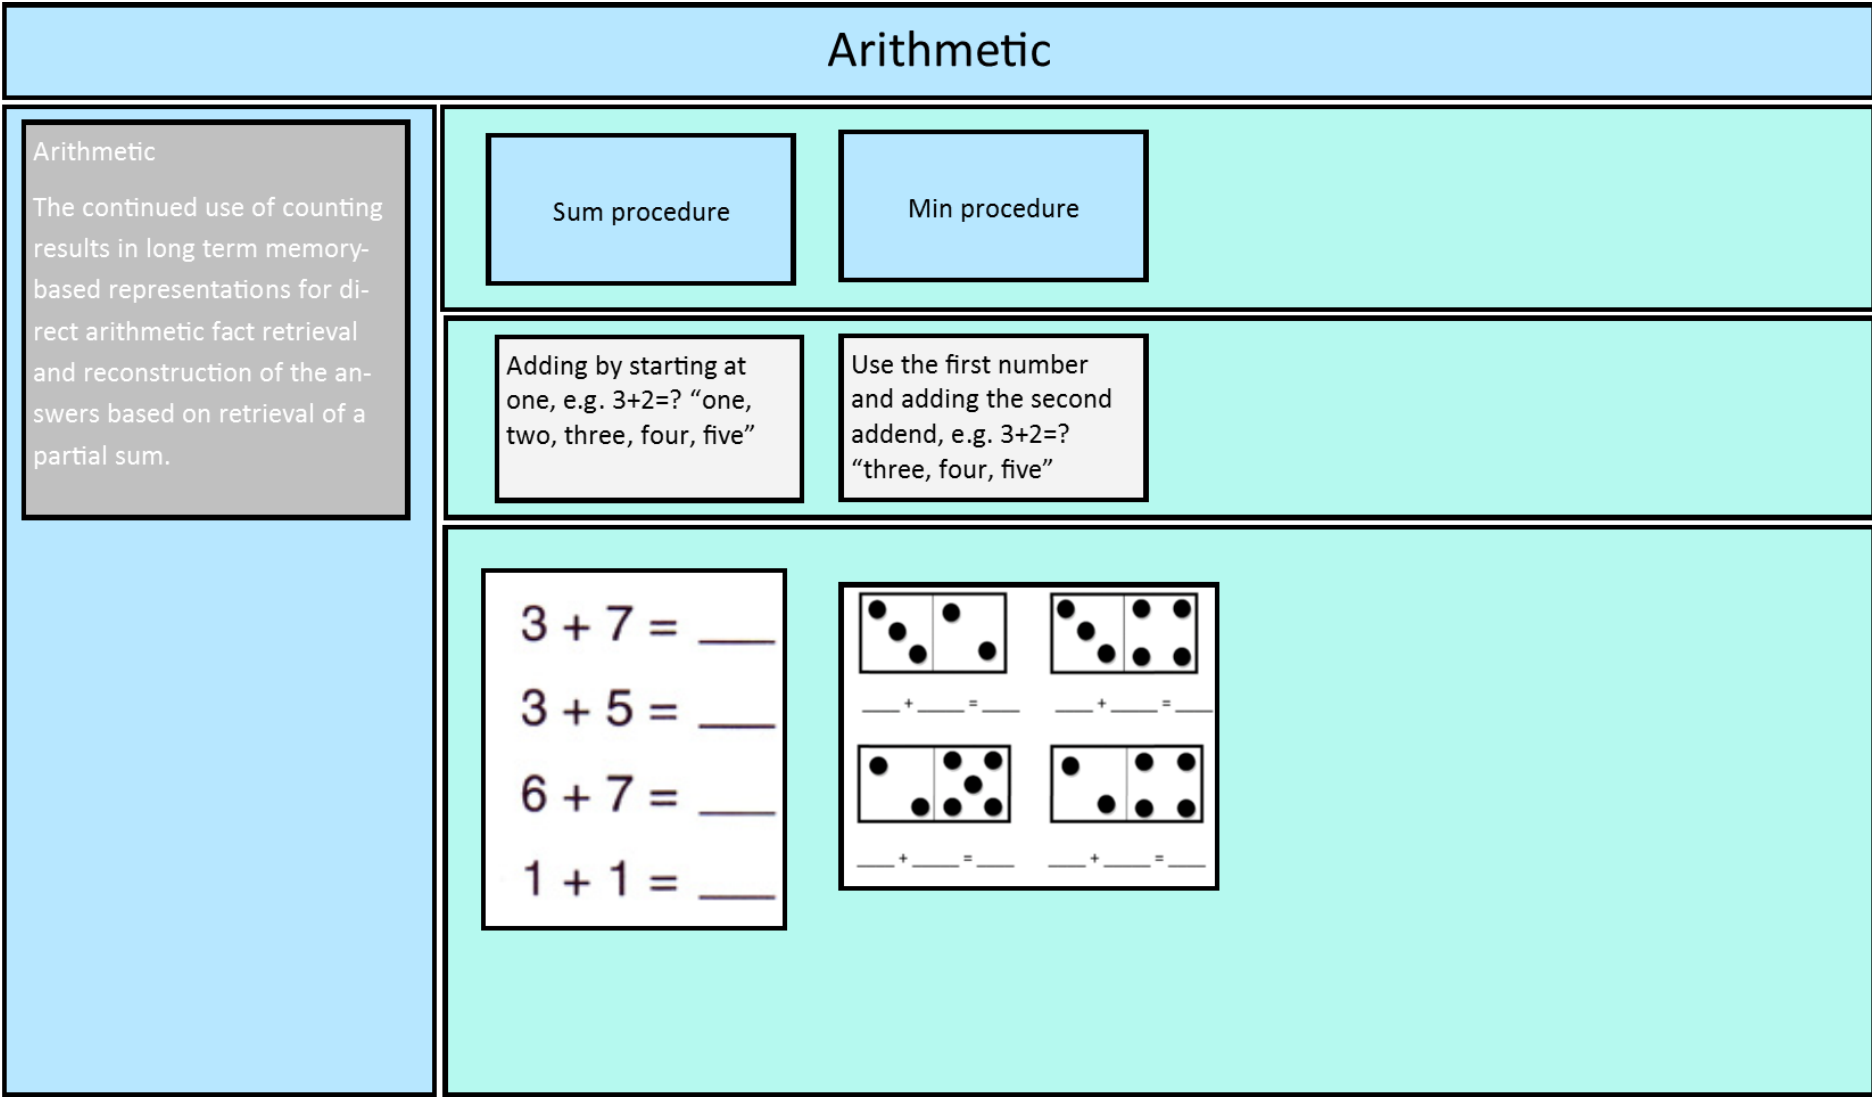 Arithmetic
Arithmetic
The continued use of counting
results in long term memory-
based representations for di-
rect arithmetic fact retrieval
and reconstruction of the an-
swers based on retrieval of a
partial sum.
Sum procedure
Min procedure
Adding by starting at
one, e.g. 3+2=? “one,
two, three, four, five”
Use the first number
and adding the second
addend, e.g. 3+2=?
“three, four, five”
3 + 7 = ___
3 + 5 = ___
6 + 7 = ___
1 + 1 = ___
___ + ___ = ___
___ + ___ = ___
___ + ___ = ___
___ + ___ = ___